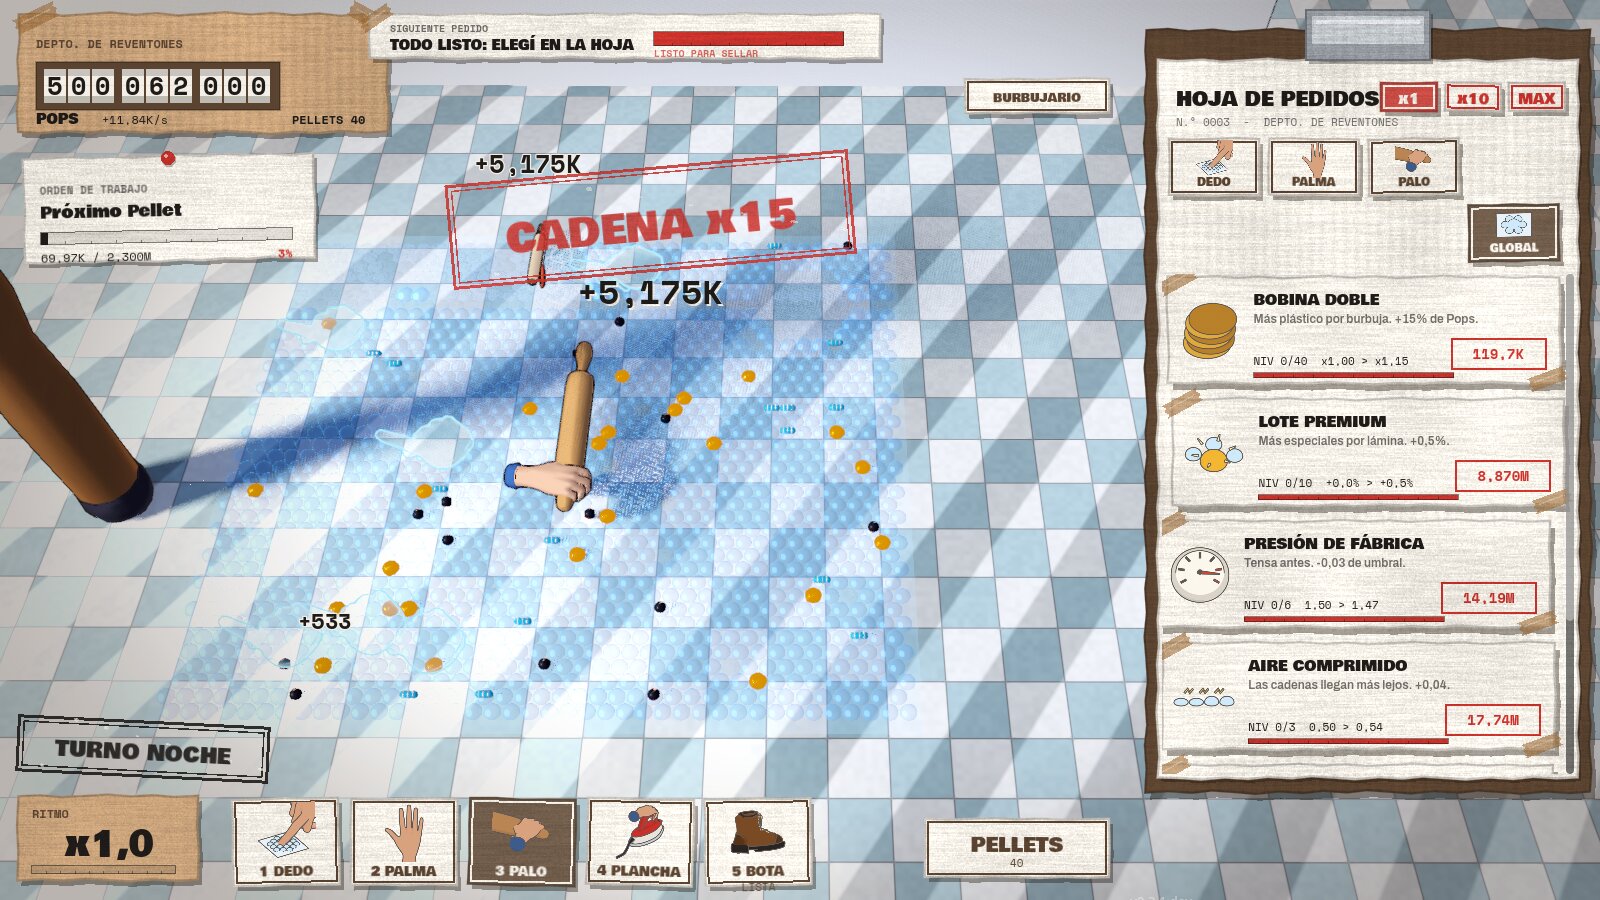 DEPTO. DE REVENTONES
500 062 000
POPS +11,84K/s PELLETS 40
SIGUIENTE PEDIDO
TODO LISTO: ELEGÍ EN LA HOJA
LISTO PARA SELLAR
BURBUJARIO
ORDEN DE TRABAJO
Próximo Pellet
69,97K / 2,300M 3%
+5,175K
CADENA x15
+5,175K
+533
TURNO NOCHE
RITMO
x1,0
1 DEDO
2 PALMA
3 PALO
4 PLANCHA
5 BOTA
LISTA
PELLETS
40
HOJA DE PEDIDOS x1 x10 MAX
N.° 0003 - DEPTO. DE REVENTONES
DEDO PALMA PALO
GLOBAL
BOBINA DOBLE
Más plástico por burbuja. +15% de Pops.
NIV 0/40 x1,00 > x1,15 119,7K
LOTE PREMIUM
Más especiales por lámina. +0,5%.
NIV 0/10 +0,0% > +0,5% 8,870M
PRESIÓN DE FÁBRICA
Tensa antes. -0,03 de umbral.
NIV 0/6 1,50 > 1,47 14,19M
AIRE COMPRIMIDO
Las cadenas llegan más lejos. +0,04.
NIV 0/3 0,50 > 0,54 17,74M